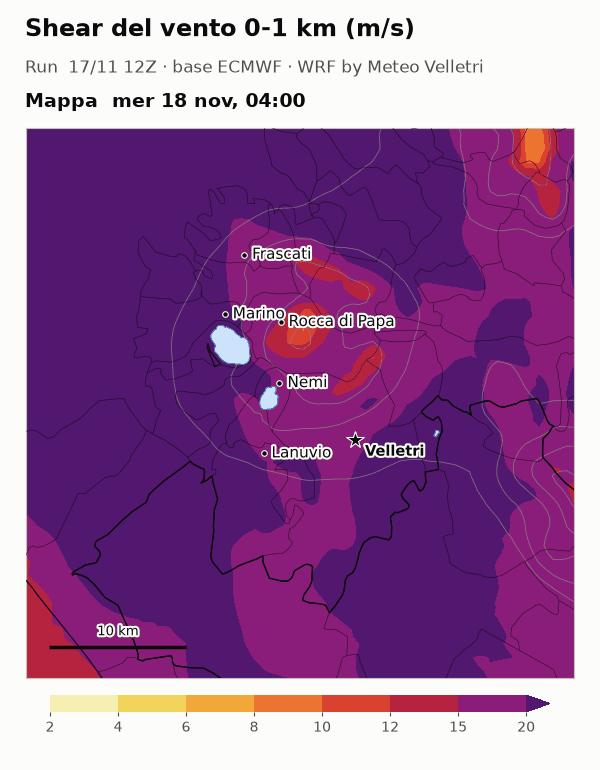 Shear del vento 0-1 km (m/s)
Run  17/11 12Z · base ECMWF · WRF by Meteo Velletri
Mappa  mer 18 nov, 04:00
Frascati
Marino
Rocca di Papa
Nemi
Velletri
Lanuvio
10 km
2 4 6 8 10 12 15 20